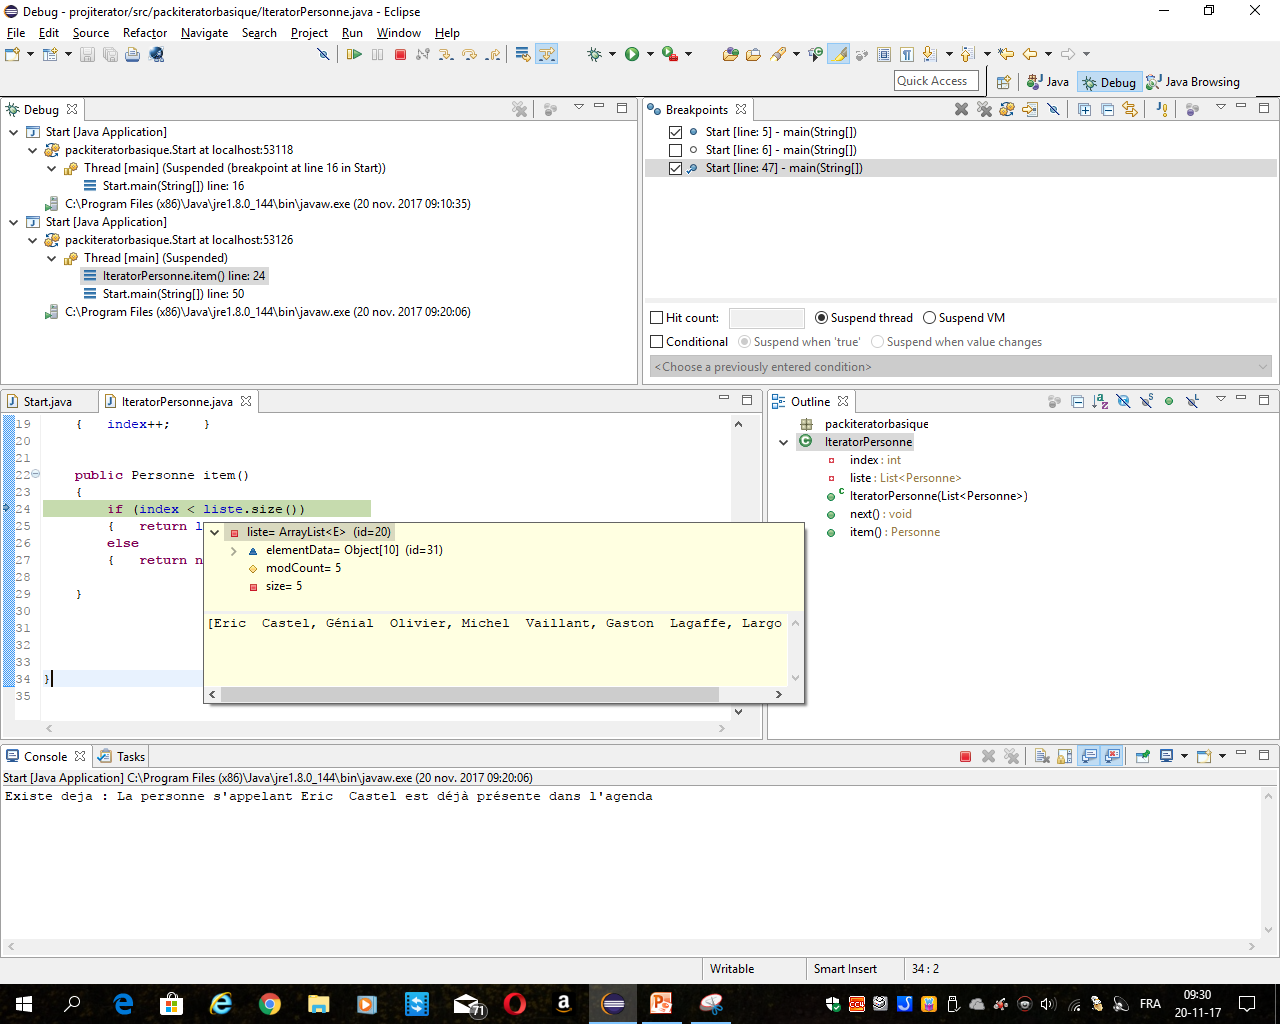 Debug - projiterator/src/packiteratorbasique/IteratorPersonne.java - Eclipse
File Edit Source Refactor Navigate Search Project Run Window Help
Quick Access
Java
Debug
Java Browsing
Debug
Start [Java Application]
packiteratorbasique.Start at localhost:53118
Thread [main] (Suspended (breakpoint at line 16 in Start))
Start.main(String[]) line: 16
C:\Program Files (x86)\Java\jre1.8.0_144\bin\javaw.exe (20 nov. 2017 09:10:35)
Start [Java Application]
packiteratorbasique.Start at localhost:53126
Thread [main] (Suspended)
IteratorPersonne.item() line: 24
Start.main(String[]) line: 50
C:\Program Files (x86)\Java\jre1.8.0_144\bin\javaw.exe (20 nov. 2017 09:20:06)
Breakpoints
Start [line: 5] - main(String[])
Start [line: 6] - main(String[])
Start [line: 47] - main(String[])
Hit count:
Suspend thread
Suspend VM
Conditional
Suspend when 'true'
Suspend when value changes
<Choose a previously entered condition>
Start.java
IteratorPersonne.java
19 { index++; }
20
21
22 public Personne item()
23 {
24 if (index < liste.size())
25 { return l
26 else
27 { return n
28
29 }
30
31
32
33
34 }
35
liste= ArrayList<E> (id=20)
elementData= Object[10] (id=31)
modCount= 5
size= 5
[Eric Castel, Génial Olivier, Michel Vaillant, Gaston Lagaffe, Largo
Outline
packiteratorbasique
IteratorPersonne
index : int
liste : List<Personne>
IteratorPersonne(List<Personne>)
next() : void
item() : Personne
Console
Tasks
Start [Java Application] C:\Program Files (x86)\Java\jre1.8.0_144\bin\javaw.exe (20 nov. 2017 09:20:06)
Existe deja : La personne s'appelant Eric Castel est déjà présente dans l'agenda
Writable
Smart Insert
34 : 2
71
FRA
09:30
20-11-17